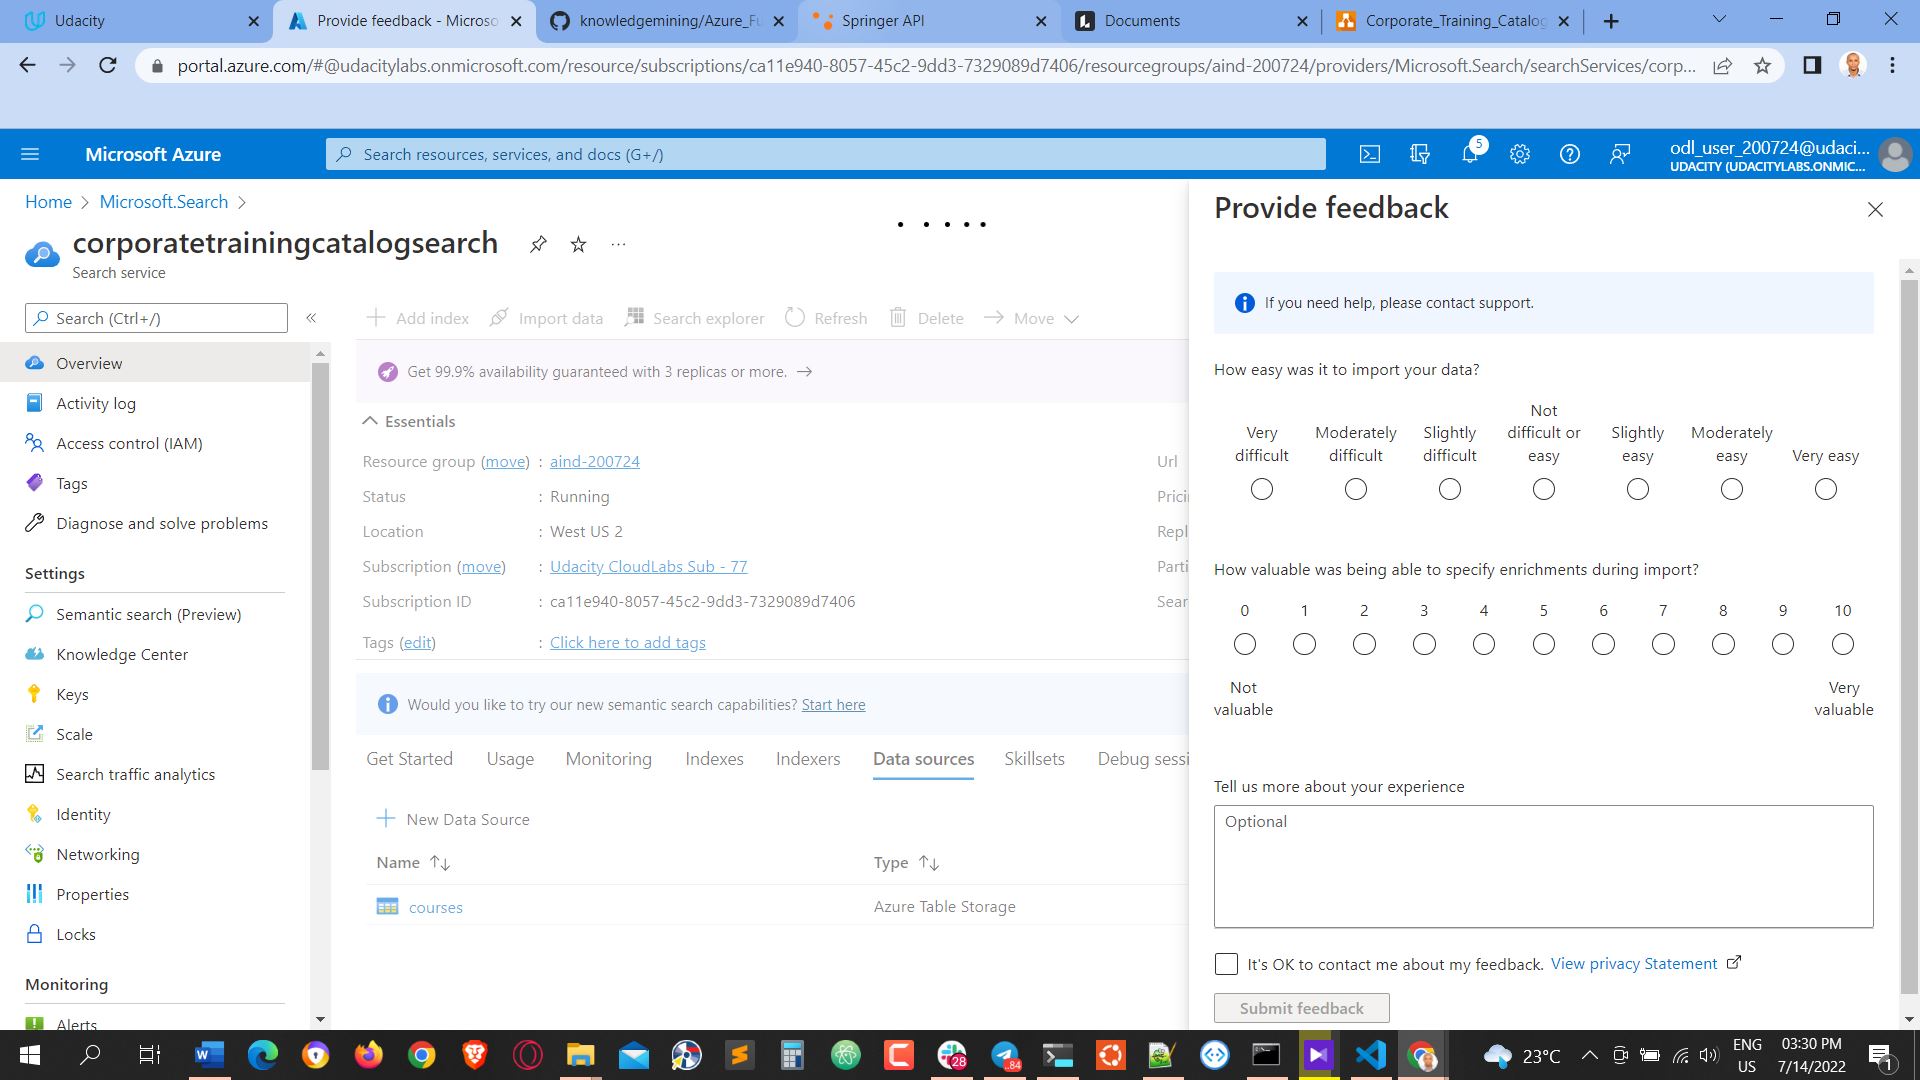 Udacity
Provide feedback - Microso
knowledgemining/Azure_Fu
Springer API
Documents
Corporate_Training_Catalog
portal.azure.com/#@udacitylabs.onmicrosoft.com/resource/subscriptions/ca11e940-8057-45c2-9dd3-7329089d7406/resourcegroups/aind-200724/providers/Microsoft.Search/searchServices/corp...
Microsoft Azure
Search resources, services, and docs (G+/)
5
odl_user_200724@udaci...
UDACITY (UDACITYLABS.ONMIC...
Home > Microsoft.Search >
corporatetrainingcatalogsearch
Search service
Search (Ctrl+/)
Overview
Activity log
Access control (IAM)
Tags
Diagnose and solve problems
Settings
Semantic search (Preview)
Knowledge Center
Keys
Scale
Search traffic analytics
Identity
Networking
Properties
Locks
Monitoring
Alerts
Add index
Import data
Search explorer
Refresh
Delete
Move
Get 99.9% availability guaranteed with 3 replicas or more.
Essentials
Resource group (move) : aind-200724
Status : Running
Location : West US 2
Subscription (move) : Udacity CloudLabs Sub - 77
Subscription ID : ca11e940-8057-45c2-9dd3-7329089d7406
Tags (edit) : Click here to add tags
Url
Prici
Repl
Parti
Sear
Would you like to try our new semantic search capabilities? Start here
Get Started
Usage
Monitoring
Indexes
Indexers
Data sources
Skillsets
Debug sessi
New Data Source
Name
Type
courses
Azure Table Storage
Provide feedback
If you need help, please contact support.
How easy was it to import your data?
Very difficult
Moderately difficult
Slightly difficult
Not difficult or easy
Slightly easy
Moderately easy
Very easy
How valuable was being able to specify enrichments during import?
0 1 2 3 4 5 6 7 8 9 10
Not valuable
Very valuable
Tell us more about your experience
Optional
It's OK to contact me about my feedback. View privacy Statement
Submit feedback
28
.84
23°C
ENG
US
03:30 PM
7/14/2022
1